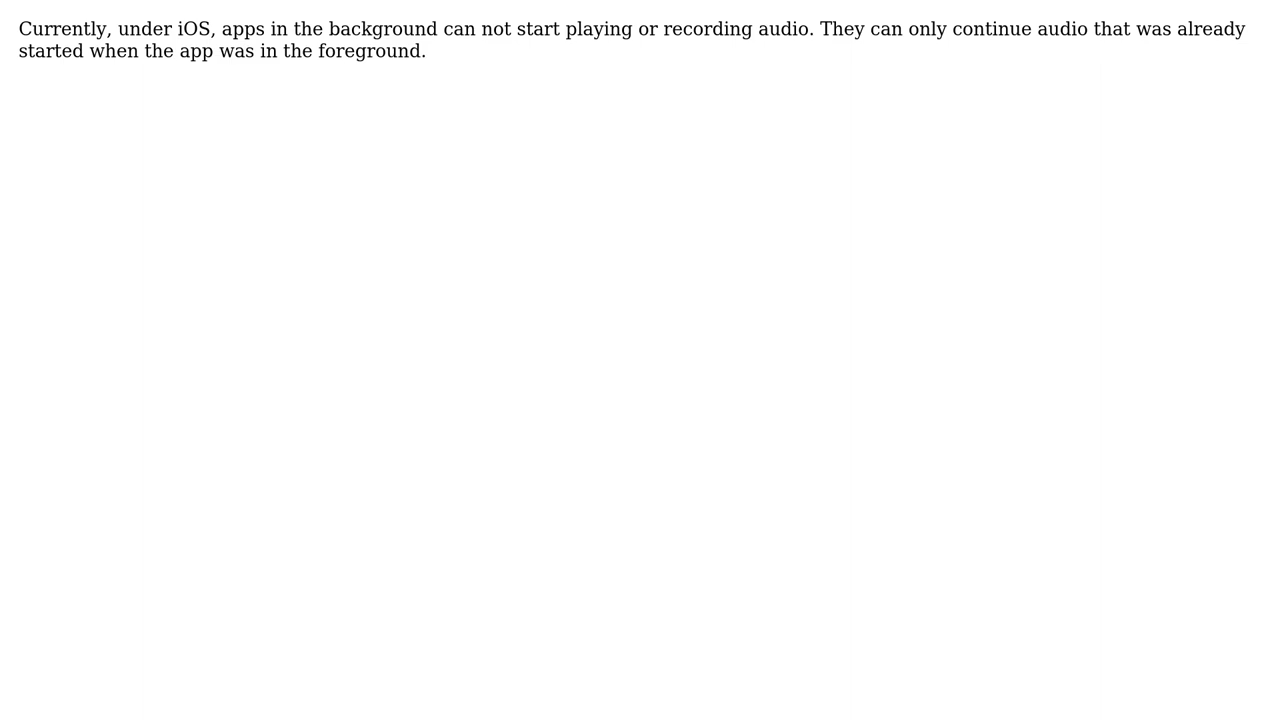 Currently, under iOS, apps in the background can not start playing or recording audio. They can only continue audio that was already
started when the app was in the foreground.